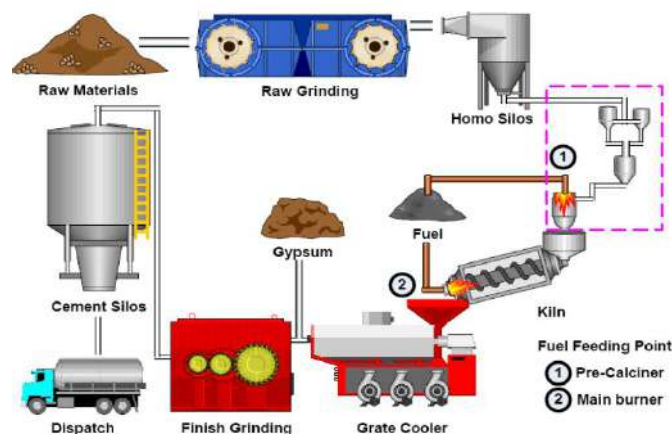 Raw Materials
Raw Grinding
Homo Silos
1
Gypsum
Fuel
2
Cement Silos
Kiln
Fuel Feeding Point
1 Pre-Calciner
2 Main burner
Dispatch
Finish Grinding
Grate Cooler